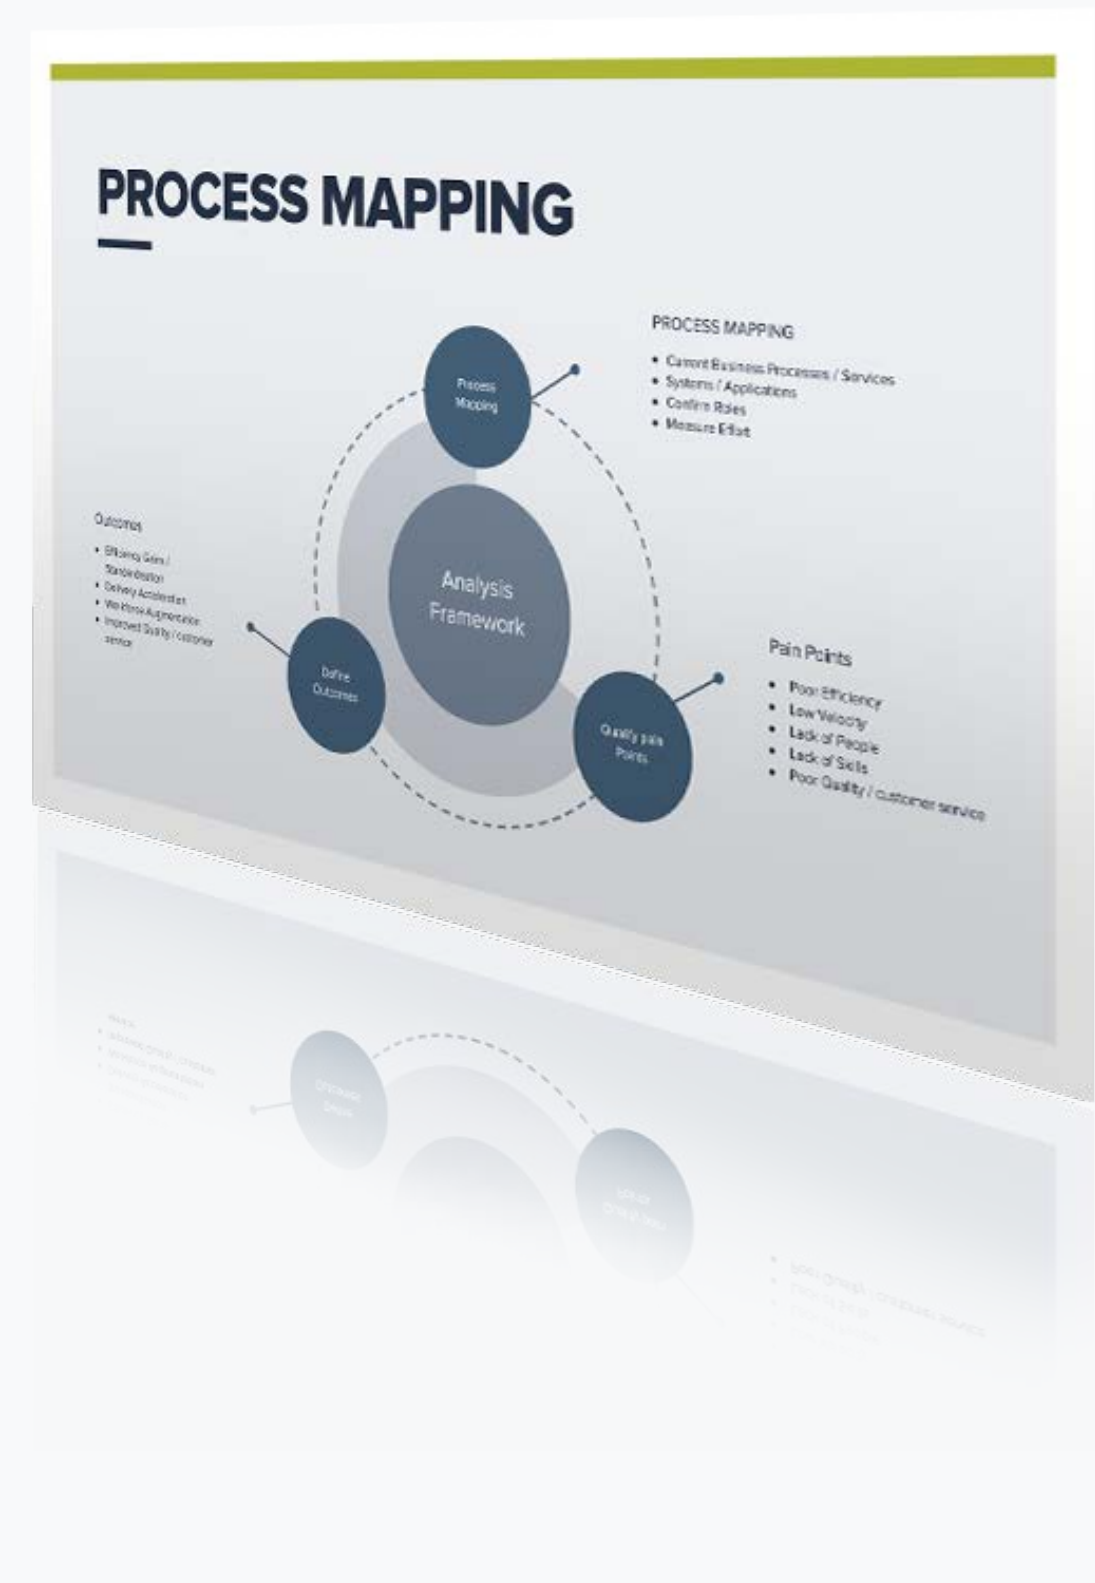 PROCESS MAPPING
Process
Mapping
PROCESS MAPPING
• Current Business Processes / Services
• Systems / Applications
• Confirm Roles
• Measure Effort
Analysis
Framework
Outcomes
• Efficiency Gains /
Standardisation
• Delivery Acceleration
• Workforce Augmentation
• Improved Quality / customer
service
Define
Outcomes
Qualify pain
Points
Pain Points
• Poor Efficiency
• Low Velocity
• Lack of People
• Lack of Skills
• Poor Quality / customer service